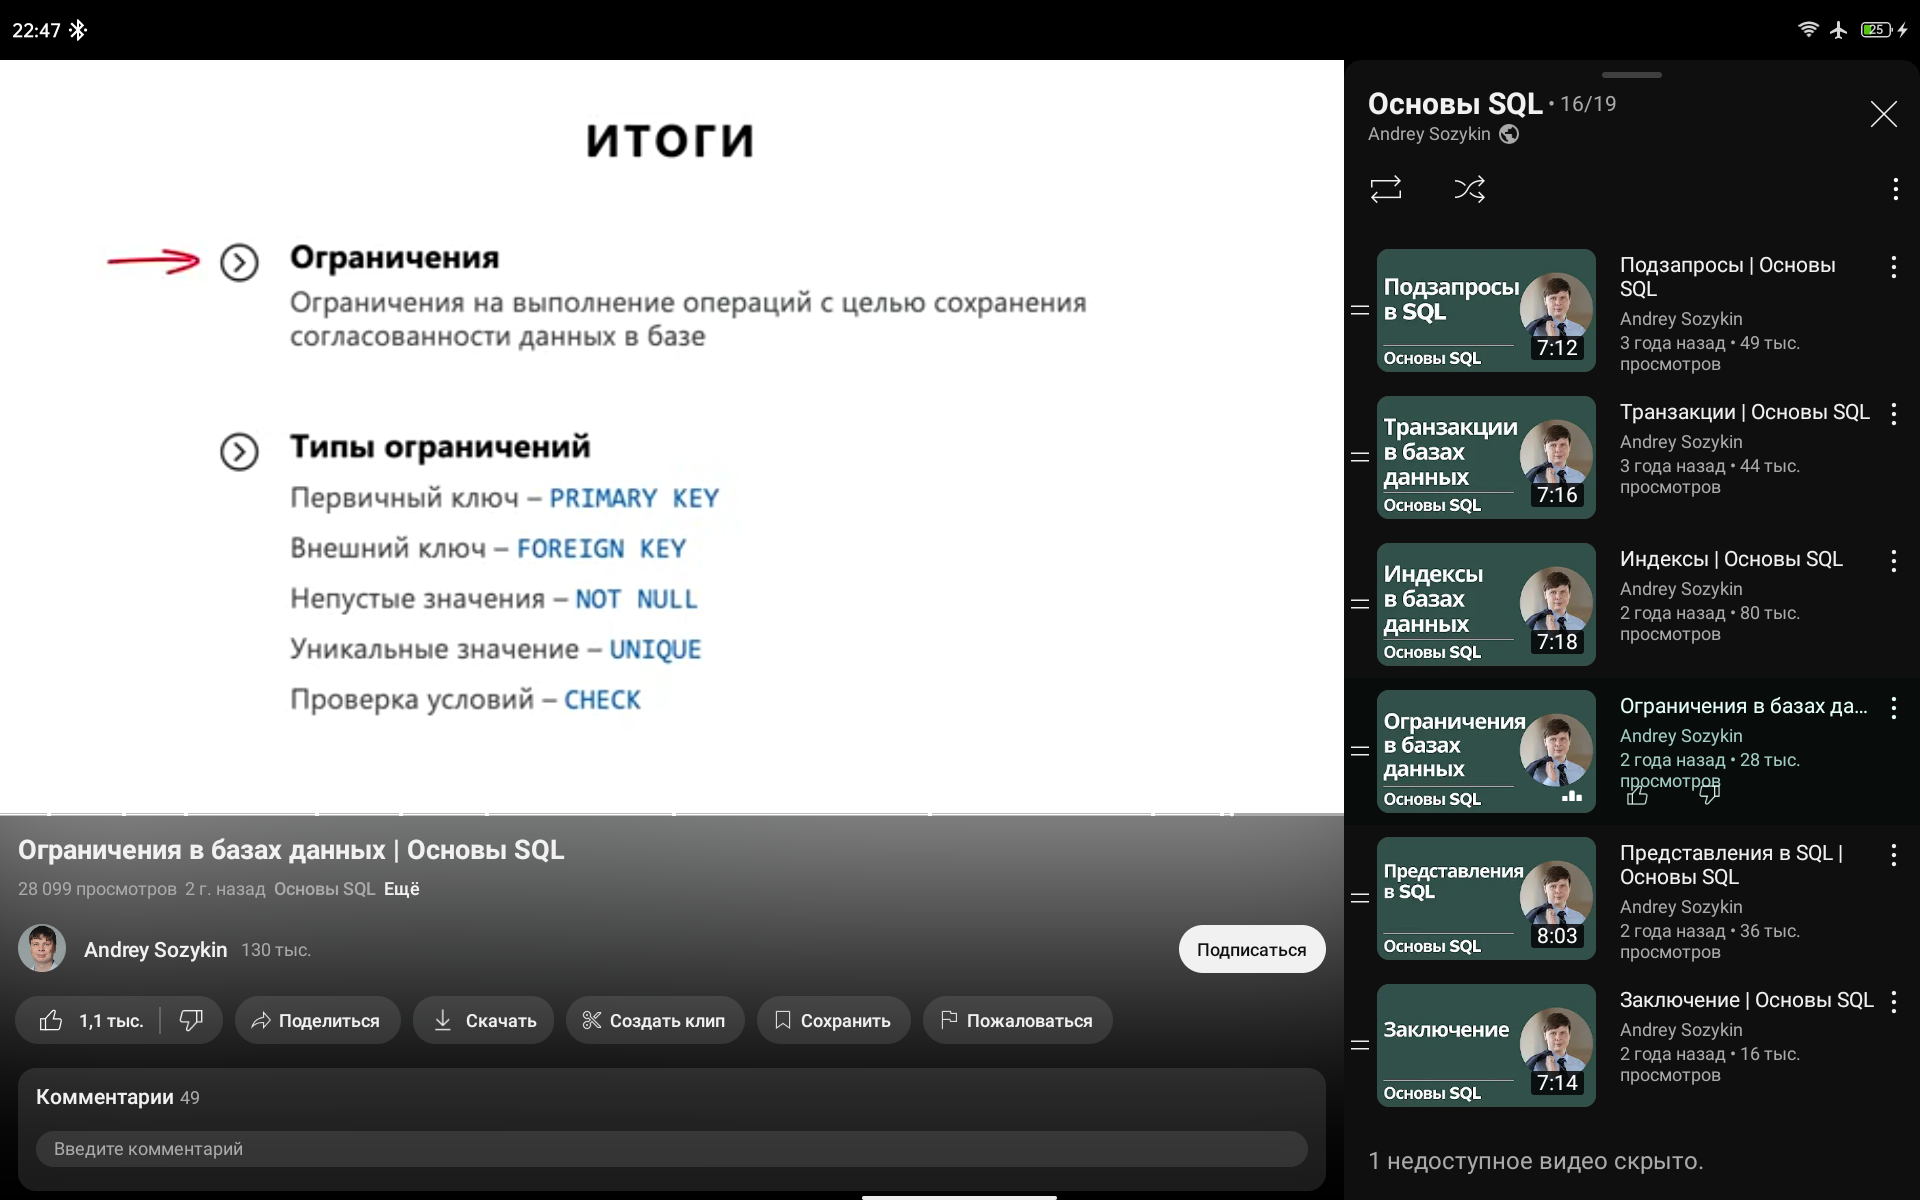 22:47
25
ИТОГИ
Ограничения
Ограничения на выполнение операций с целью сохранения
согласованности данных в базе
Типы ограничений
Первичный ключ – PRIMARY KEY
Внешний ключ – FOREIGN KEY
Непустые значения – NOT NULL
Уникальные значение – UNIQUE
Проверка условий – CHECK
Ограничения в базах данных | Основы SQL
28 099 просмотров 2 г. назад Основы SQL Ещё
Andrey Sozykin 130 тыс.
Подписаться
1,1 тыс.
Поделиться
Скачать
Создать клип
Сохранить
Пожаловаться
Комментарии 49
Введите комментарий
Основы SQL • 16/19
Andrey Sozykin
Подзапросы
в SQL
7:12
Основы SQL
Подзапросы | Основы
SQL
Andrey Sozykin
3 года назад • 49 тыс.
просмотров
Транзакции
в базах
данных
7:16
Основы SQL
Транзакции | Основы SQL
Andrey Sozykin
3 года назад • 44 тыс.
просмотров
Индексы
в базах
данных
7:18
Основы SQL
Индексы | Основы SQL
Andrey Sozykin
2 года назад • 80 тыс.
просмотров
Ограничения
в базах
данных
Основы SQL
Ограничения в базах да...
Andrey Sozykin
2 года назад • 28 тыс.
просмотров
Представления
в SQL
8:03
Основы SQL
Представления в SQL |
Основы SQL
Andrey Sozykin
2 года назад • 36 тыс.
просмотров
Заключение
7:14
Основы SQL
Заключение | Основы SQL
Andrey Sozykin
2 года назад • 16 тыс.
просмотров
1 недоступное видео скрыто.